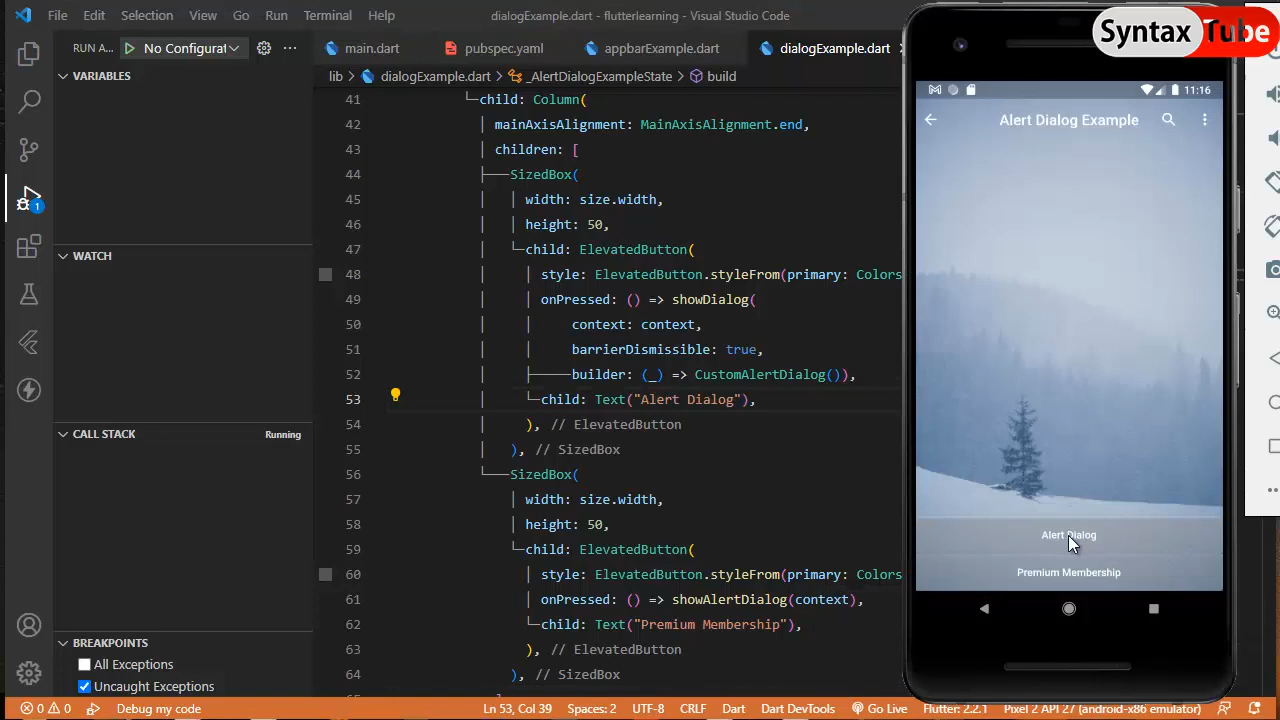 File Edit Selection View Go Run Terminal Help
dialogExample.dart - flutterlearning - Visual Studio Code
Syntax Tube
RUN A... No Configurat
main.dart pubspec.yaml appbarExample.dart dialogExample.dart
lib > dialogExample.dart > _AlertDialogExampleState > build
VARIABLES
WATCH
CALL STACK Running
BREAKPOINTS
All Exceptions
Uncaught Exceptions
1
41 child: Column(
42 mainAxisAlignment: MainAxisAlignment.end,
43 children: [
44 SizedBox(
45 width: size.width,
46 height: 50,
47 child: ElevatedButton(
48 style: ElevatedButton.styleFrom(primary: Colors
49 onPressed: () => showDialog(
50 context: context,
51 barrierDismissible: true,
52 builder: (_) => CustomAlertDialog()),
53 child: Text("Alert Dialog"),
54 ), // ElevatedButton
55 ), // SizedBox
56 SizedBox(
57 width: size.width,
58 height: 50,
59 child: ElevatedButton(
60 style: ElevatedButton.styleFrom(primary: Colors
61 onPressed: () => showAlertDialog(context),
62 child: Text("Premium Membership"),
63 ), // ElevatedButton
64 ), // SizedBox
11:16
Alert Dialog Example
Alert Dialog
Premium Membership
0 0 Debug my code Ln 53, Col 39 Spaces: 2 UTF-8 CRLF Dart Dart DevTools Go Live Flutter: 2.2.1 Pixel 2 API 27 (android-x86 emulator)